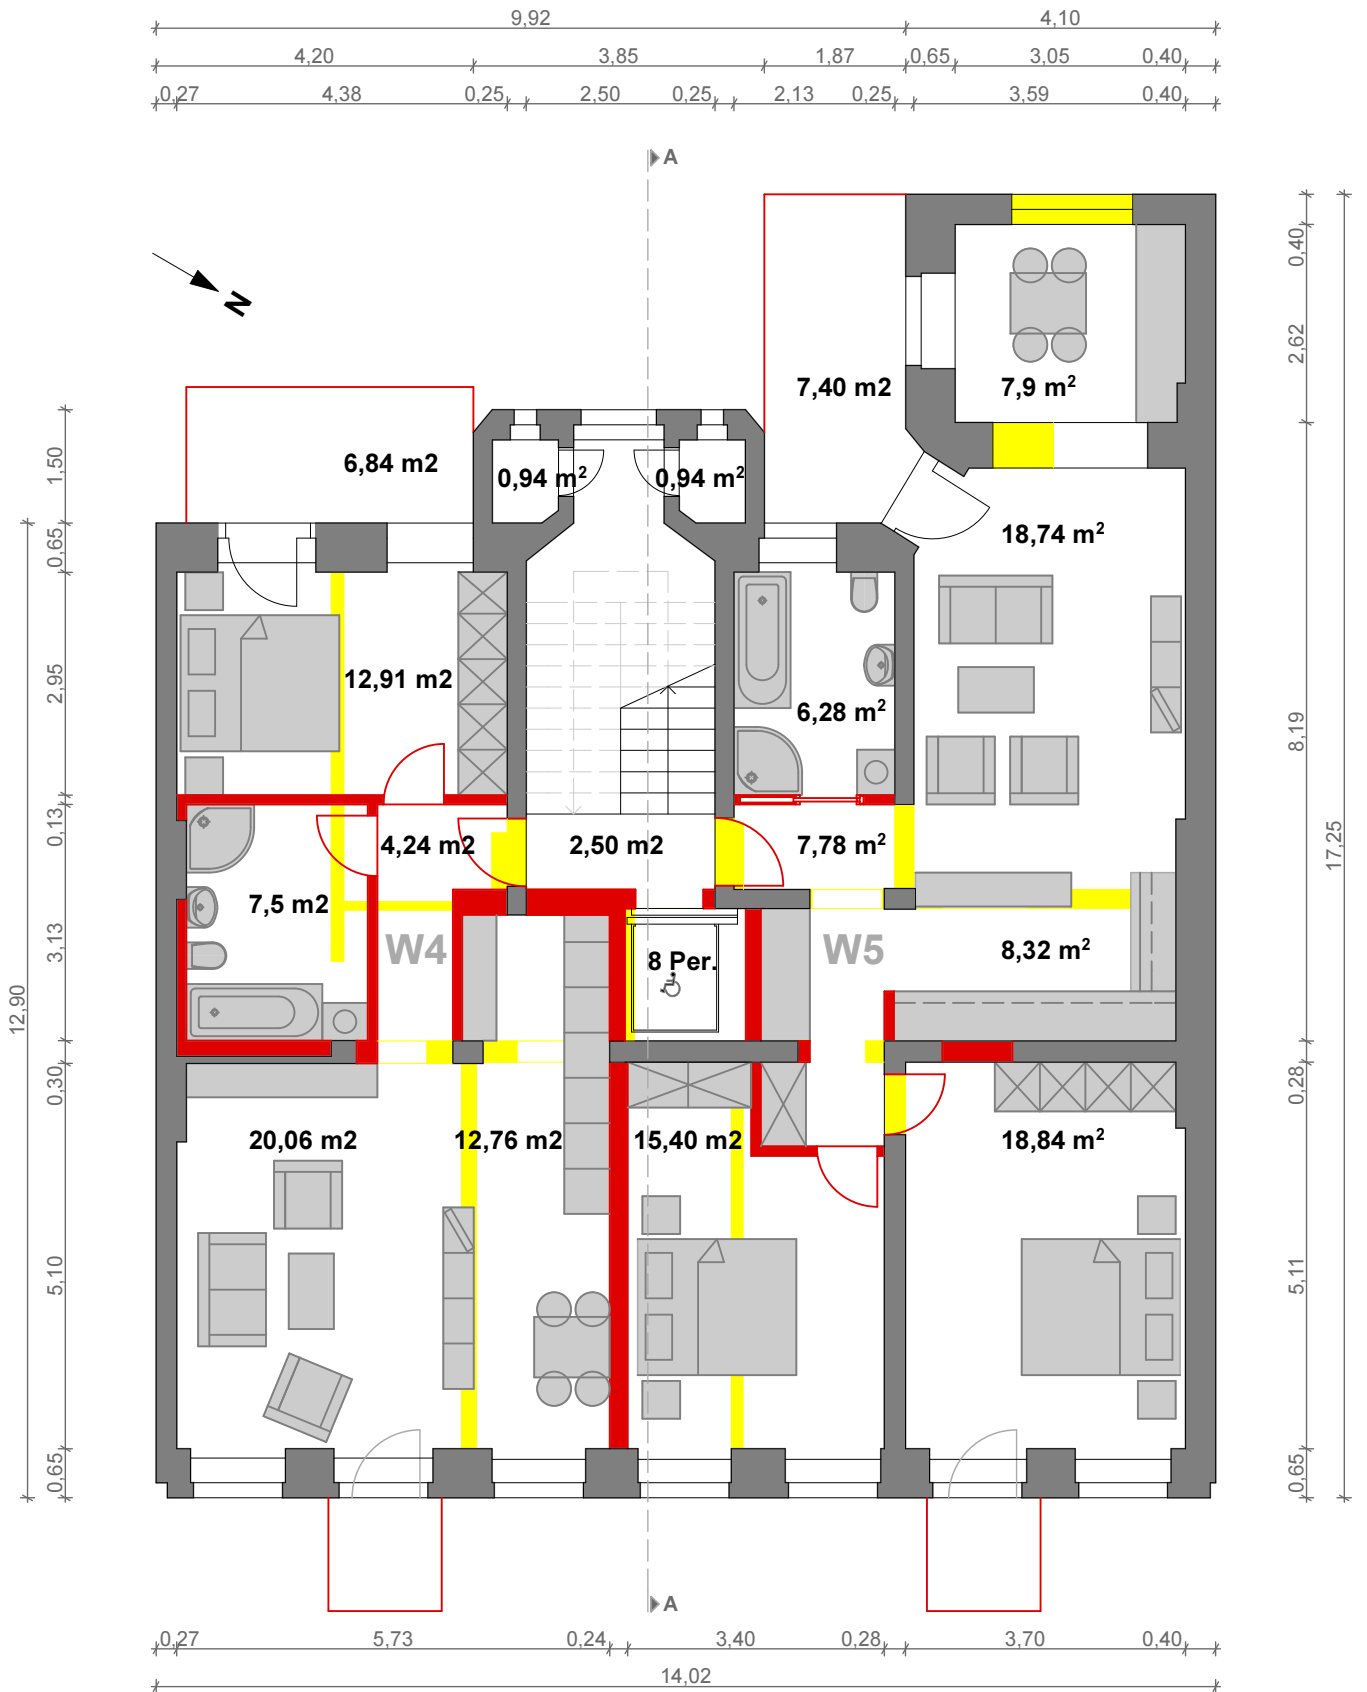 9,92 4,10
4,20 3,85 1,87 0,65 3,05 0,40
0,27 4,38 0,25 2,50 0,25 2,13 0,25 3,59 0,40
A
N
0,40
2,62
7,40 m2 7,9 m²
6,84 m2
1,50
0,94 m² 0,94 m²
0,65
18,74 m²
2,95
12,91 m2
6,28 m²
8,19
0,13
4,24 m2 2,50 m2 7,78 m²
17,25
7,5 m2
3,13
W4 8 Per. W5 8,32 m²
12,90
0,30
0,28
20,06 m2 12,76 m2 15,40 m2 18,84 m²
5,10
5,11
0,65
0,65
A
0,27 5,73 0,24 3,40 0,28 3,70 0,40
14,02